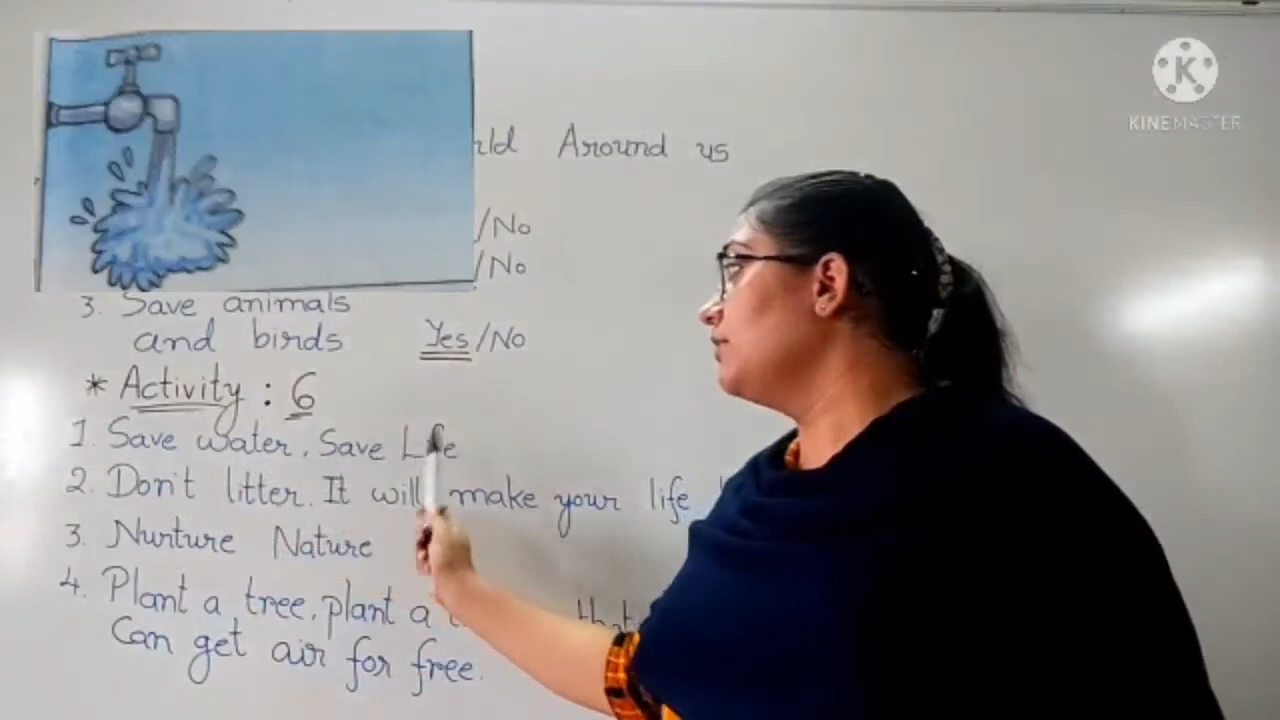 Around us
/No
/No
3. Save animals
and birds Yes/No
* Activity : 6
1. Save water, Save Life
2. Don't litter. It will make your life
3. Nurture Nature
4. Plant a tree, plant a that
Can get air for free.
KINEMASTER